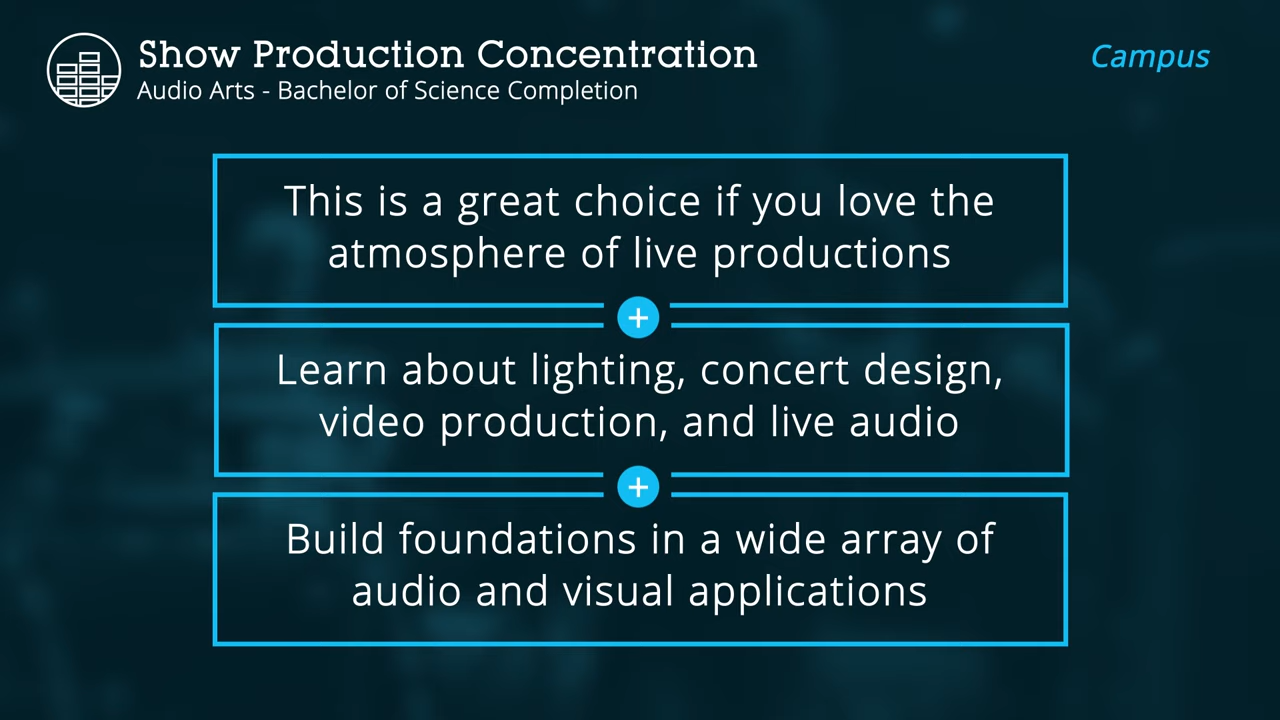 Show Production Concentration
Audio Arts - Bachelor of Science Completion
Campus
This is a great choice if you love the
atmosphere of live productions
+
Learn about lighting, concert design,
video production, and live audio
+
Build foundations in a wide array of
audio and visual applications